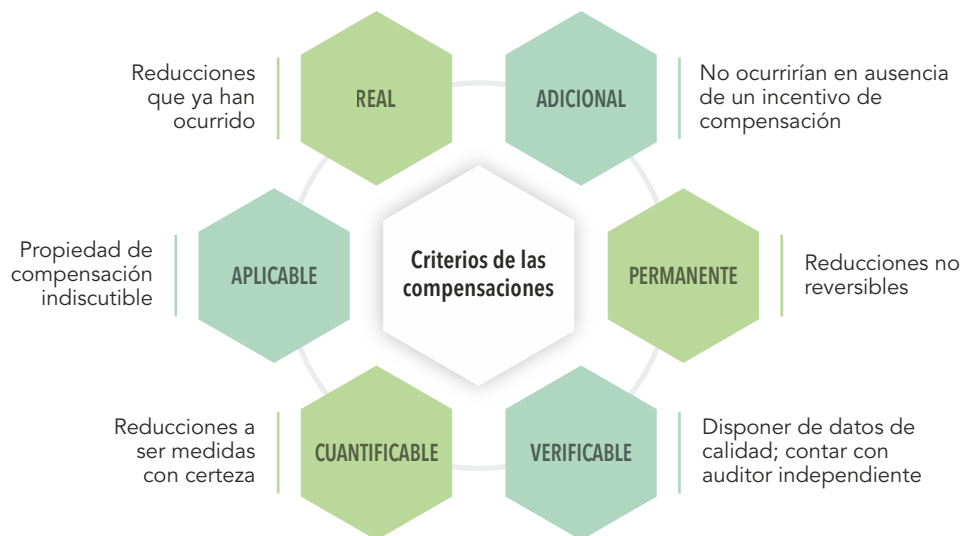 Reducciones
que ya han
ocurrido
REAL
ADICIONAL
No ocurrirían en ausencia
de un incentivo de
compensación
Propiedad de
compensación
indiscutible
APLICABLE
Criterios de las
compensaciones
PERMANENTE
Reducciones no
reversibles
Reducciones a
ser medidas
con certeza
CUANTIFICABLE
VERIFICABLE
Disponer de datos de
calidad; contar con
auditor independiente